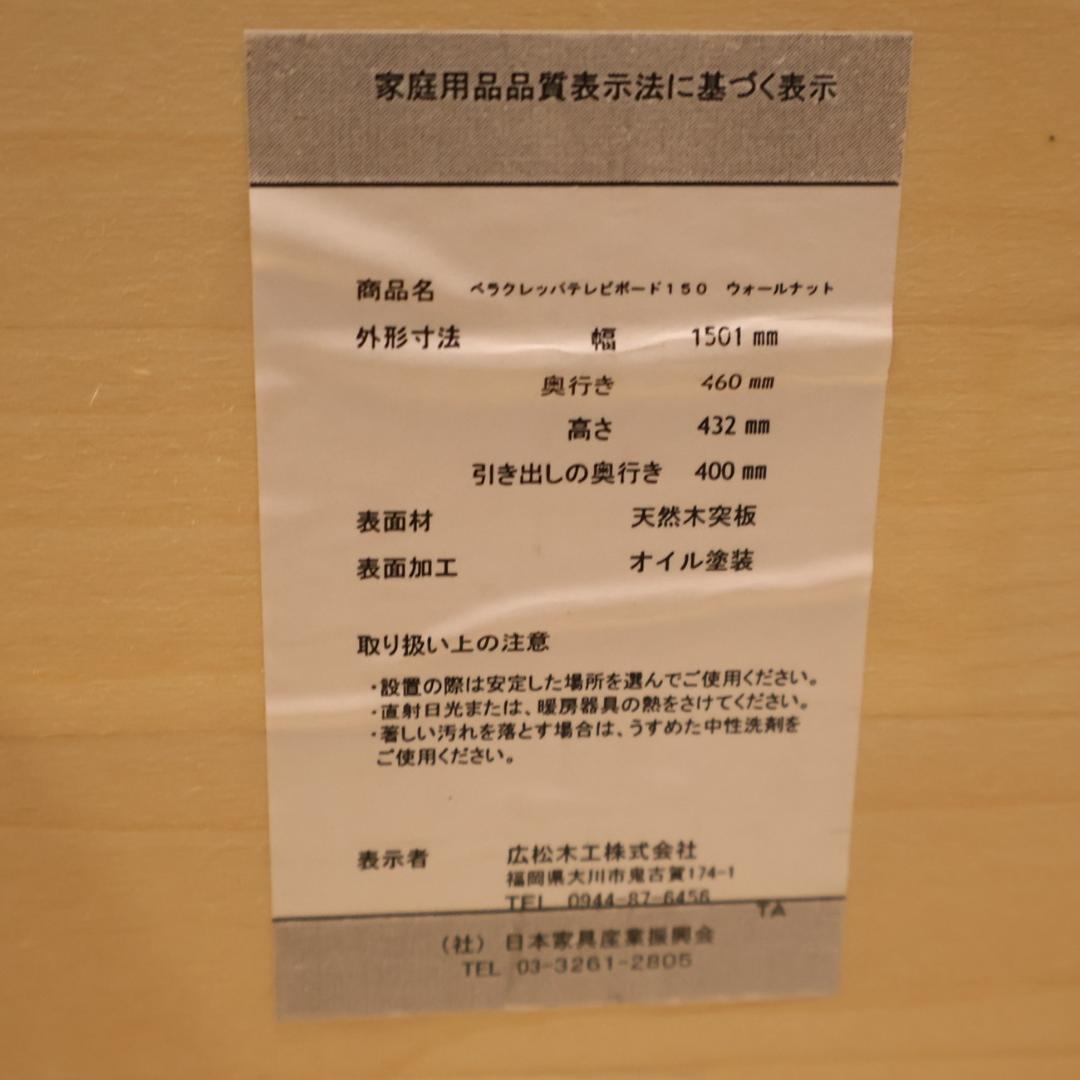 家庭用品品質表示法に基づく表示
商品名 ベラクレッパテレビボード150 ウォールナット
外形寸法 幅 1501 mm
奥行き 460 mm
高さ 432 mm
引き出しの奥行き 400 mm
表面材 天然木突板
表面加工 オイル塗装
取り扱い上の注意
・設置の際は安定した場所を選んでご使用ください。
・直射日光または、暖房器具の熱をさけてください。
・著しい汚れを落とす場合は、うすめた中性洗剤を
ご使用ください。
表示者 広松木工株式会社
福岡県大川市鬼古賀174-1
TEL 0944-87-6456
TA
（社）日本家具産業振興会
TEL 03-3261-2805